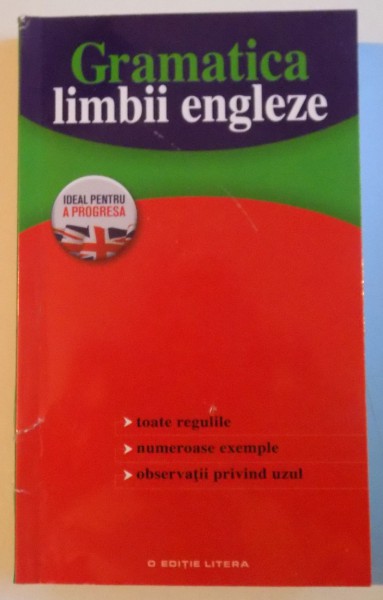 Gramatica
limbii engleze
IDEAL PENTRU
A PROGRESA
toate regulile
numeroase exemple
observații privind uzul
O EDIȚIE LITERA